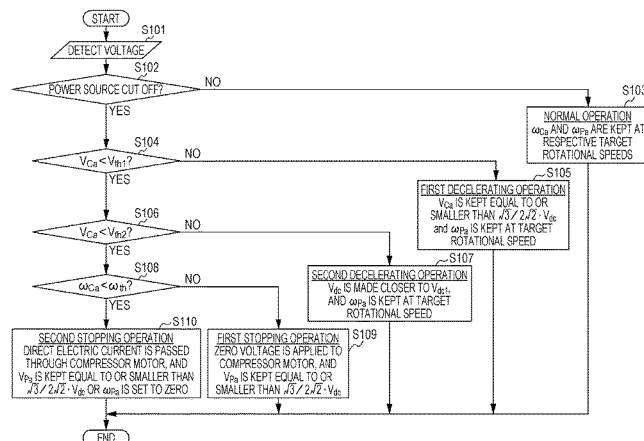 START
S101
DETECT VOLTAGE
S102
POWER SOURCE CUT OFF?
NO
YES
S103
NORMAL OPERATION
ωCa AND ωPa ARE KEPT AT
RESPECTIVE TARGET
ROTATIONAL SPEEDS
S104
VCa<Vth1?
NO
YES
S105
FIRST DECELERATING OPERATION
VCa IS KEPT EQUAL TO OR
SMALLER THAN √3/2√2·Vdc
and ωPa IS KEPT AT TARGET
ROTATIONAL SPEED
S106
VCa<Vth2?
NO
YES
S107
SECOND DECELERATING OPERATION
Vdc IS MADE CLOSER TO Vdc1,
AND ωPa IS KEPT AT TARGET
ROTATIONAL SPEED
S108
ωCa<ωth?
NO
YES
S110
SECOND STOPPING OPERATION
DIRECT ELECTRIC CURRENT IS PASSED
THROUGH COMPRESSOR MOTOR, AND
VPa IS KEPT EQUAL TO OR SMALLER THAN
√3/2√2·Vdc OR ωPa IS SET TO ZERO
S109
FIRST STOPPING OPERATION
ZERO VOLTAGE IS APPLIED TO
COMPRESSOR MOTOR, AND
VPa IS KEPT EQUAL TO OR
SMALLER THAN √3/2√2·Vdc
END